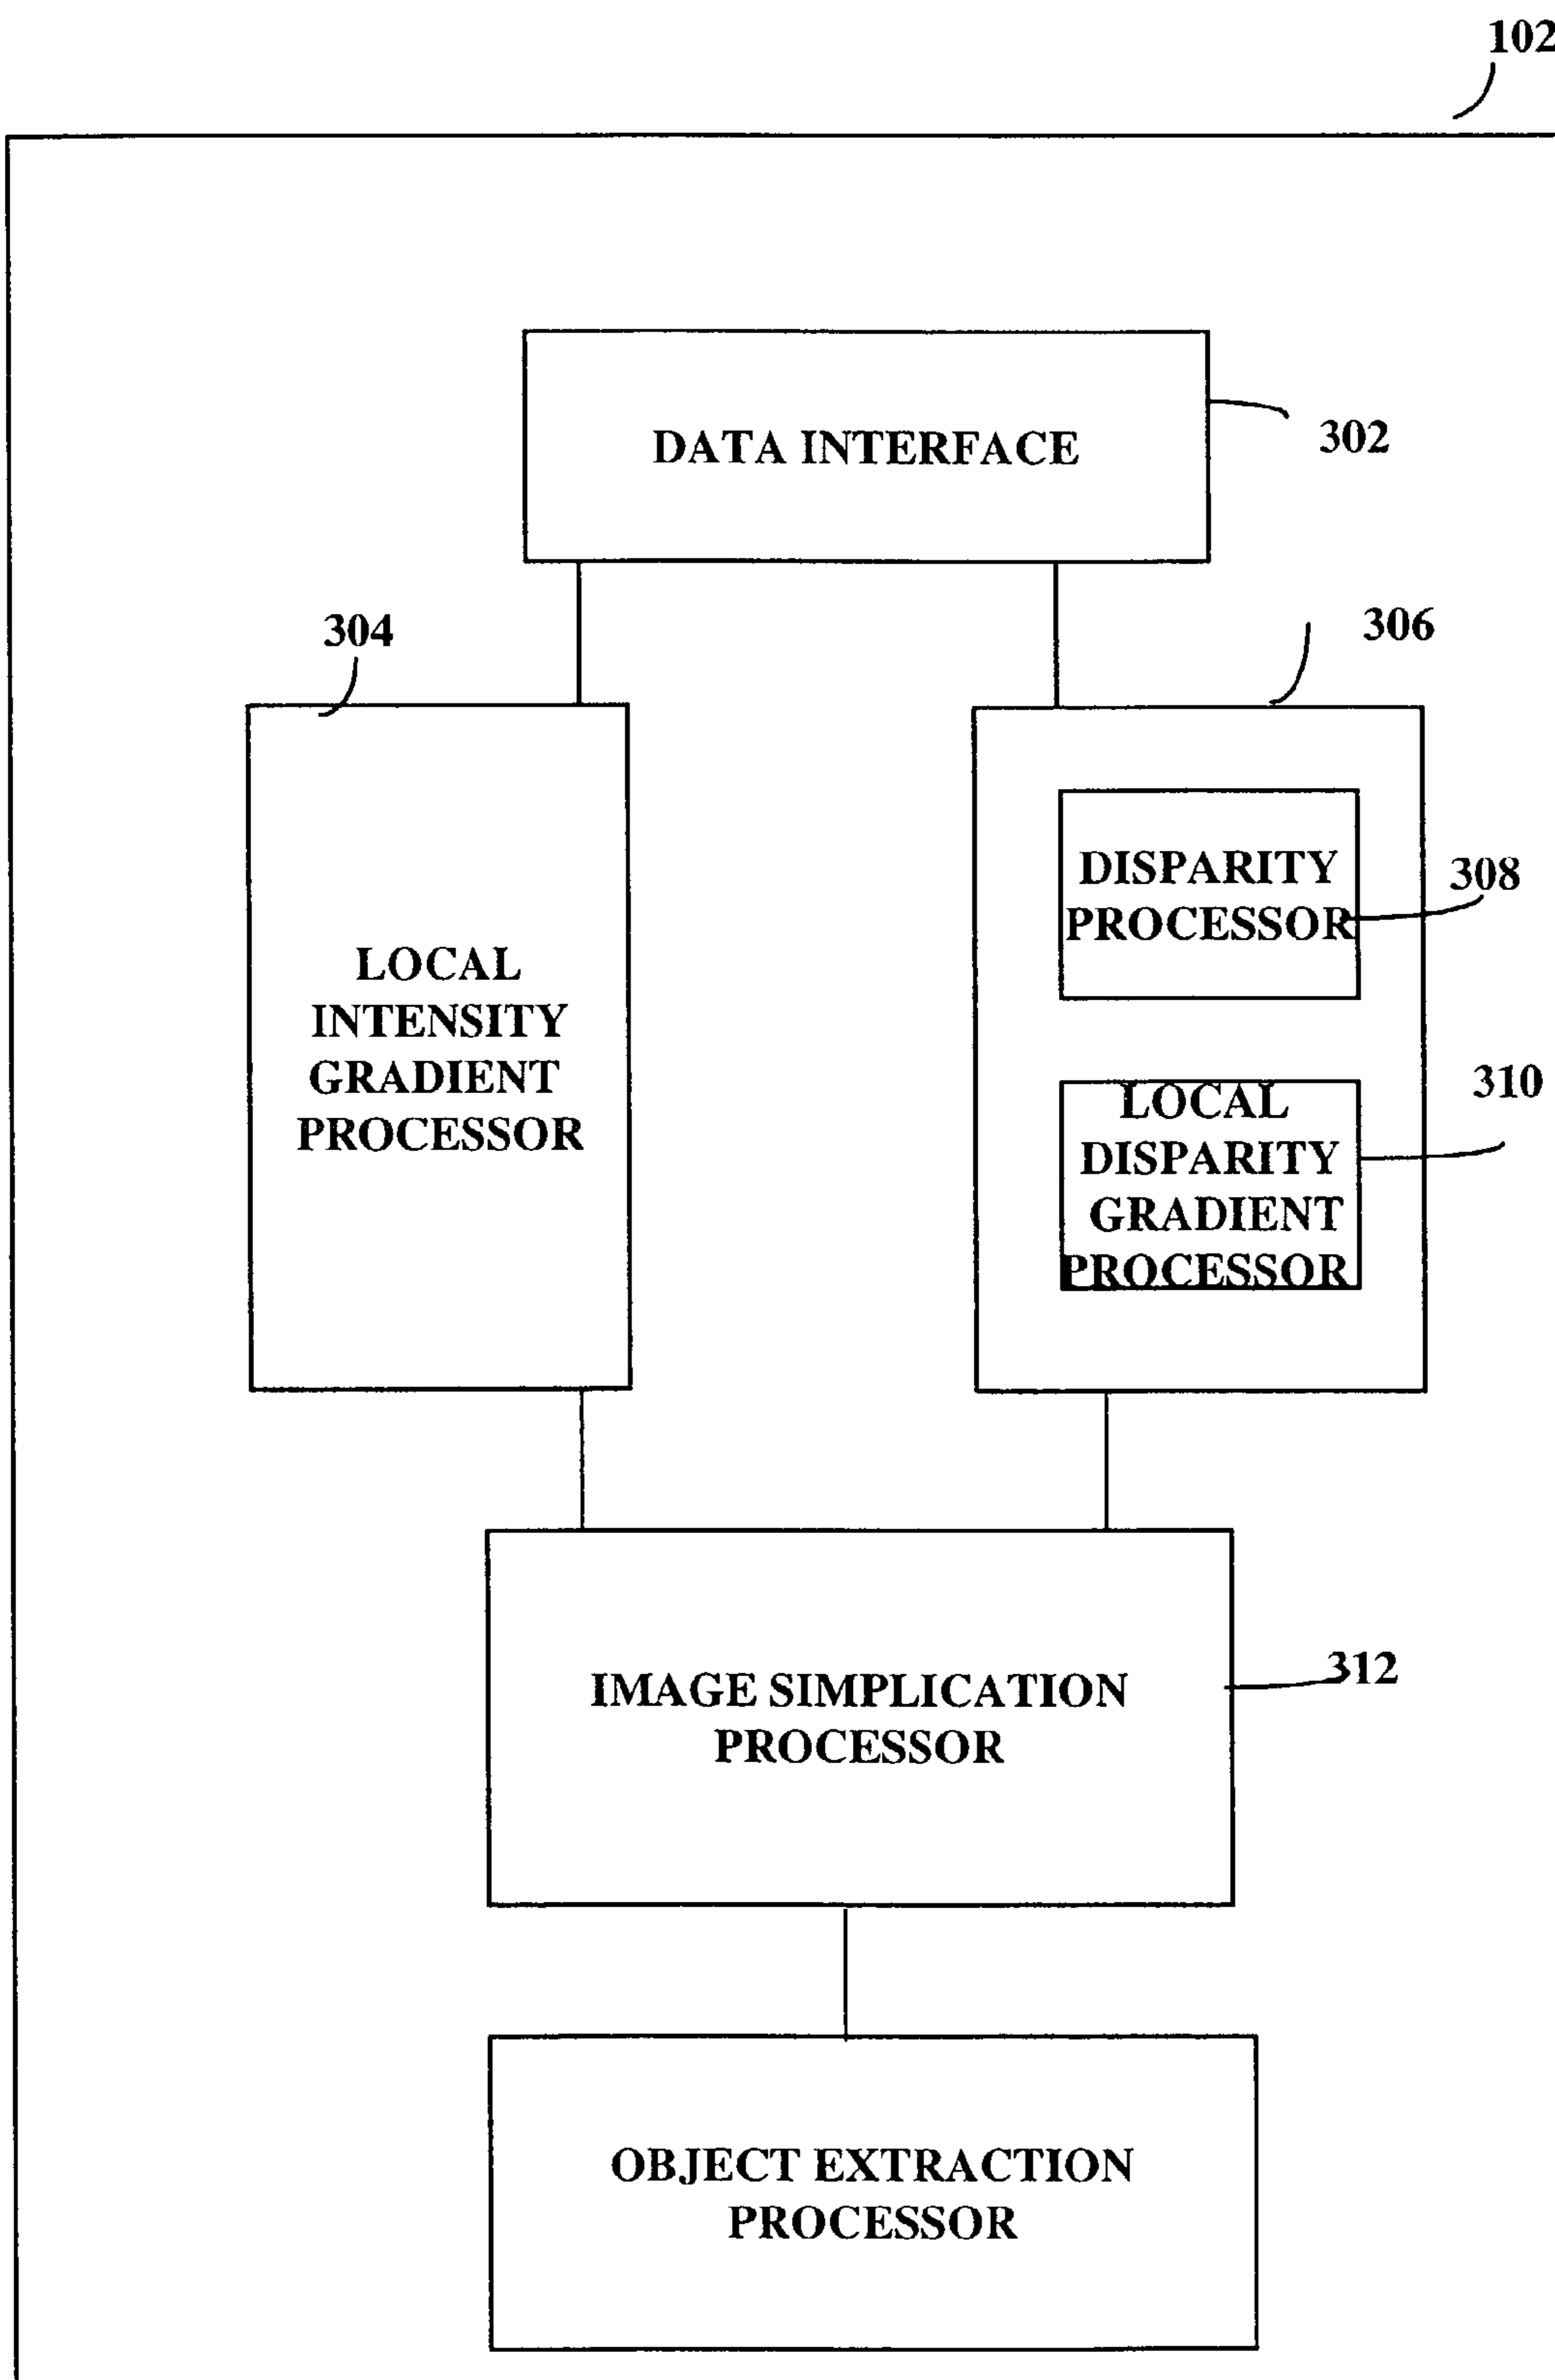 102
DATA INTERFACE
302
304
306
LOCAL
INTENSITY
GRADIENT
PROCESSOR
DISPARITY
PROCESSOR
308
LOCAL
DISPARITY
GRADIENT
PROCESSOR
310
IMAGE SIMPLICATION
PROCESSOR
312
OBJECT EXTRACTION
PROCESSOR